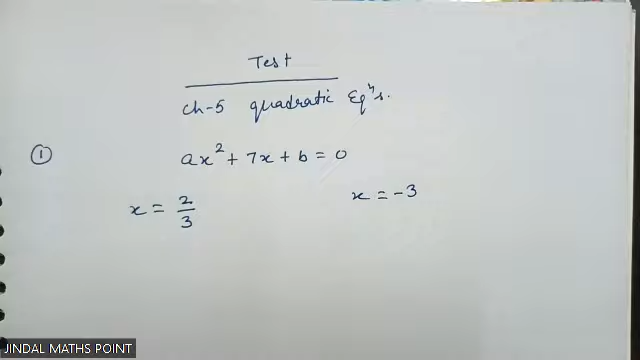 Test
Ch-5 quadratic Eqⁿs.
① ax² + 7x + b = 0
x = 2/3 x = -3
JINDAL MATHS POINT